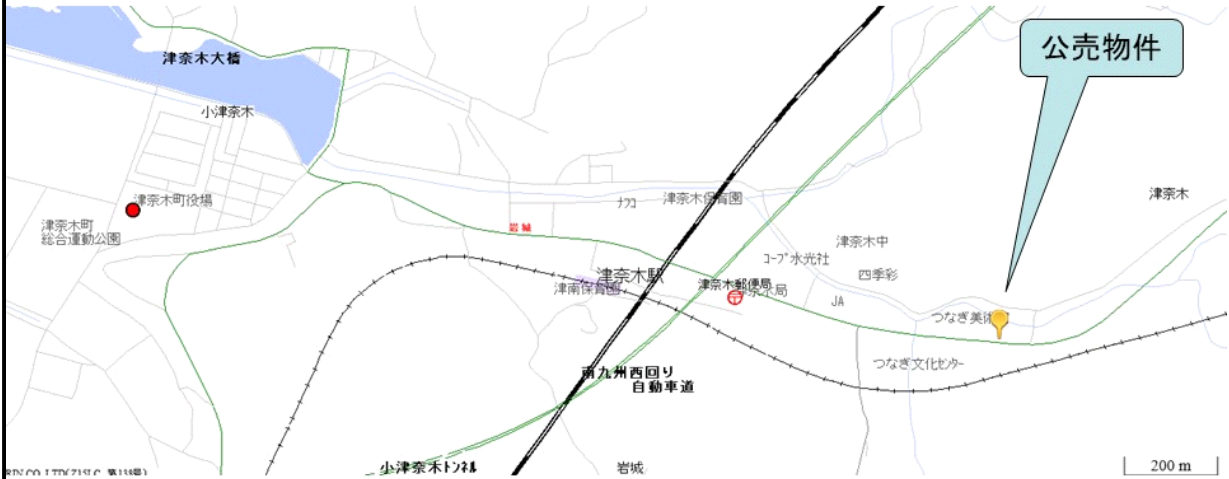 公売物件
津奈木大橋
小津奈木
津奈木町役場
津奈木町
総合運動公園
ナフコ
津奈木保育園
津奈木
岩城
津奈木中
コープ水光社
四季彩
津奈木駅
津南保育園
津奈木郵便局
JA
つなぎ美術
つなぎ文化センター
南九州西回り
自動車道
小津奈木トンネル
岩城
200 m